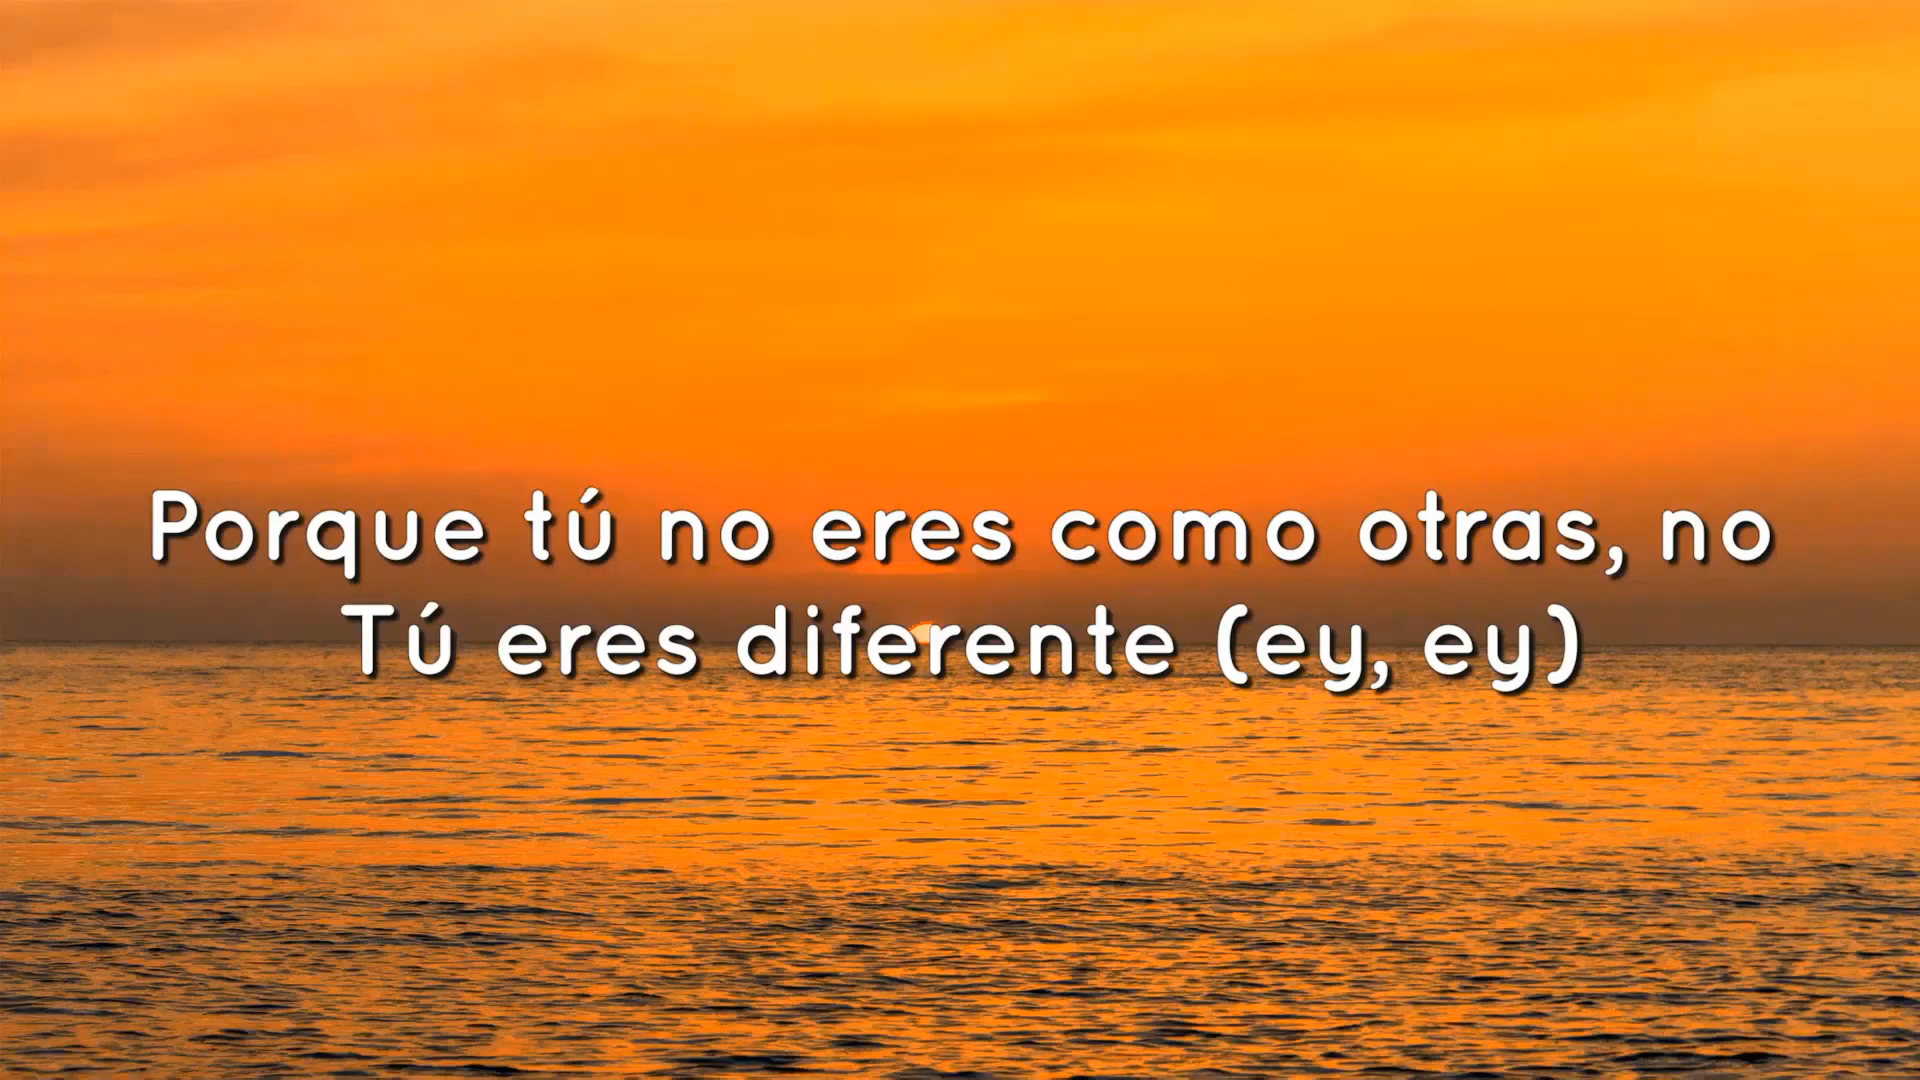 Porque tú no eres como otras, no
Tú eres diferente (ey, ey)